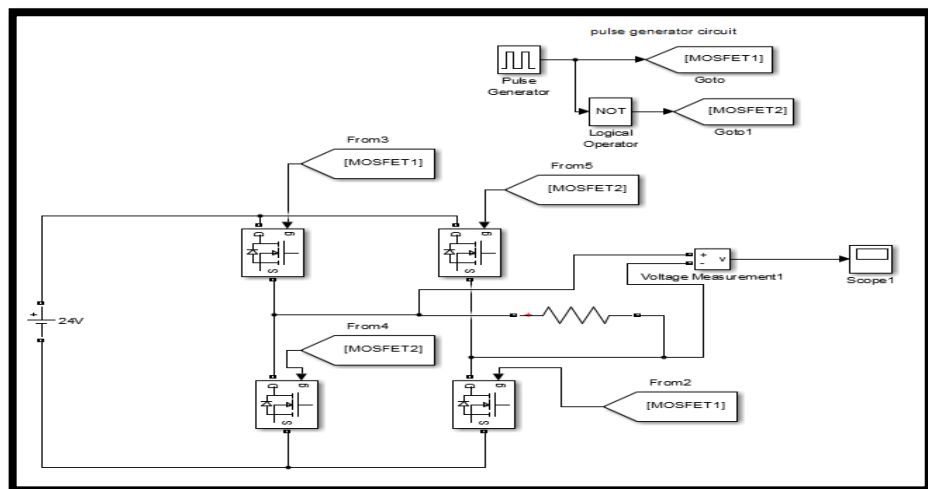 pulse generator circuit
[MOSFET1]
Goto
Pulse
Generator
NOT
Logical
Operator
[MOSFET2]
Goto1
From3
[MOSFET1]
From5
[MOSFET2]
g
D
S
g
D
S
+
-
v
Voltage Measurement1
Scope1
+
24V
From4
[MOSFET2]
g
D
S
g
D
S
From2
[MOSFET1]
+